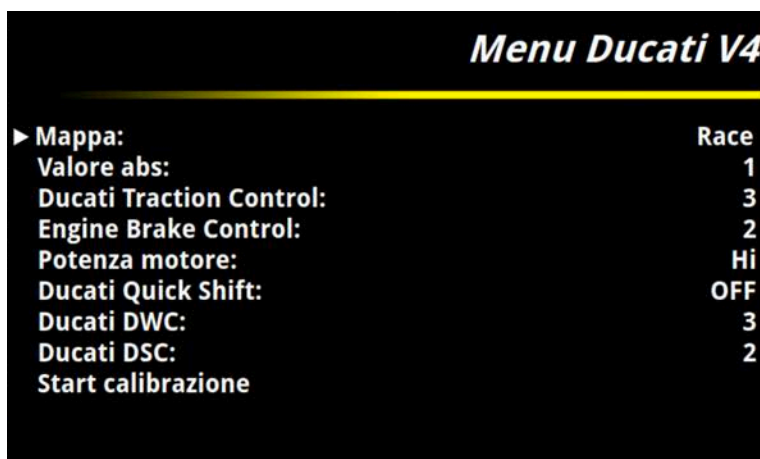 Menu Ducati V4
Mappa: Race
Valore abs: 1
Ducati Traction Control: 3
Engine Brake Control: 2
Potenza motore: Hi
Ducati Quick Shift: OFF
Ducati DWC: 3
Ducati DSC: 2
Start calibrazione